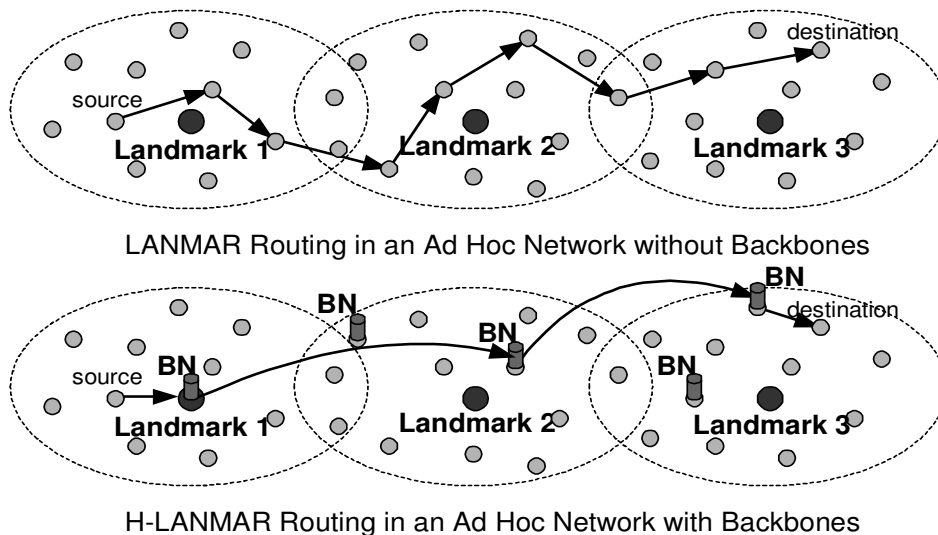 destination
source
Landmark 1
Landmark 2
Landmark 3
LANMAR Routing in an Ad Hoc Network without Backbones
BN
BN
BN
destination
BN
BN
source
Landmark 1
Landmark 2
Landmark 3
H-LANMAR Routing in an Ad Hoc Network with Backbones